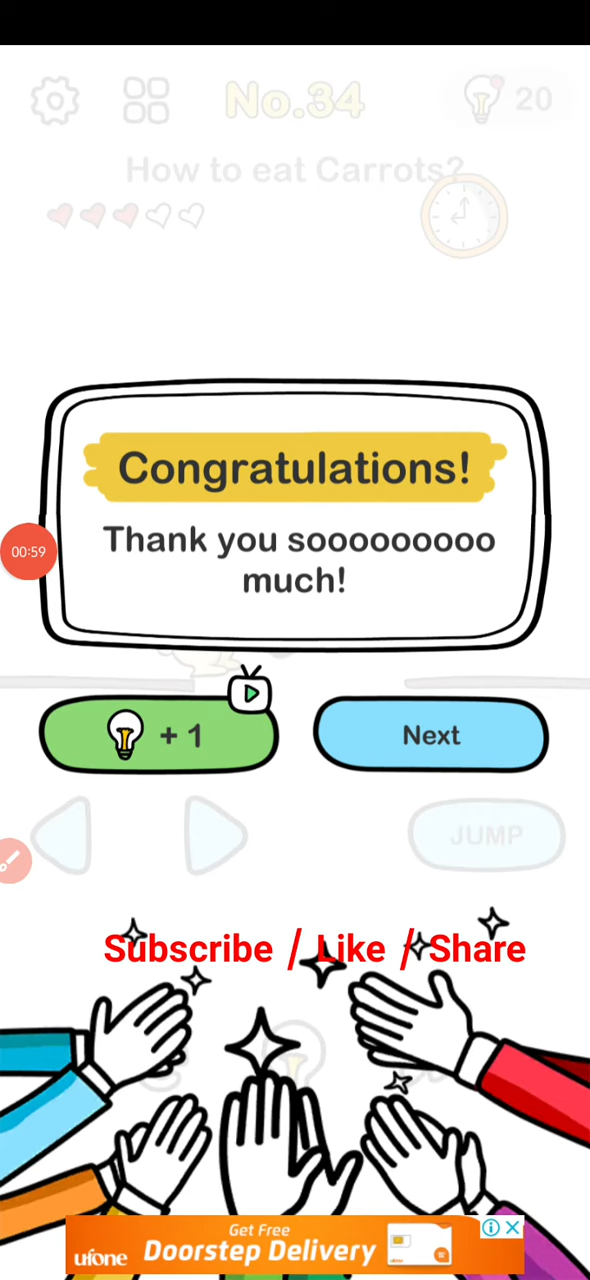 No.34
20
How to eat Carrots?
Congratulations!
Thank you sooooooooo
much!
00:59
+ 1
Next
JUMP
Subscribe / Like / Share
Get Free
ufone Doorstep Delivery